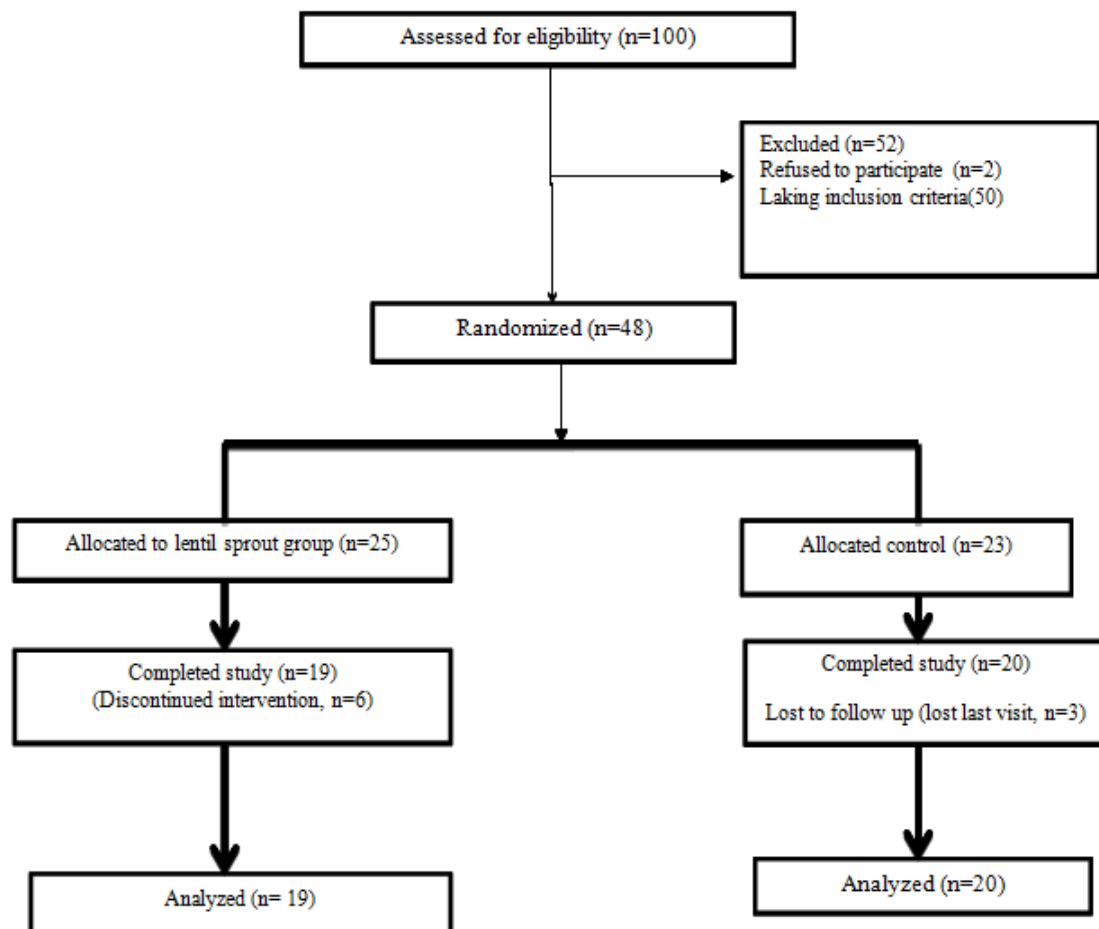 Assessed for eligibility (n=100)
Excluded (n=52)
Refused to participate (n=2)
Laking inclusion criteria(50)
Randomized (n=48)
Allocated to lentil sprout group (n=25)
Allocated control (n=23)
Completed study (n=19)
(Discontinued intervention, n=6)
Completed study (n=20)
Lost to follow up (lost last visit, n=3)
Analyzed (n= 19)
Analyzed (n=20)